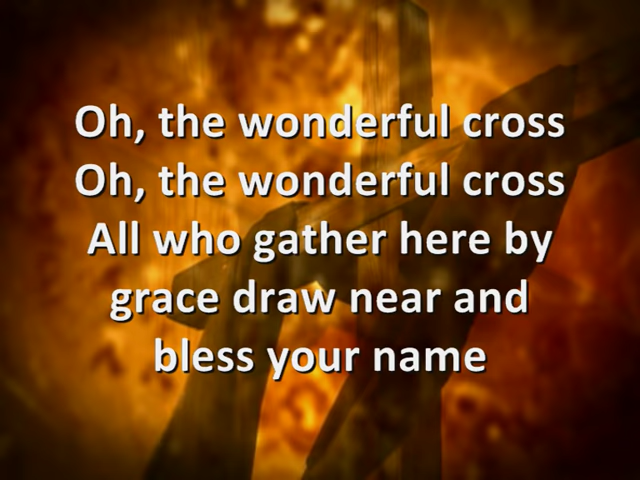 Oh, the wonderful cross
Oh, the wonderful cross
All who gather here by
grace draw near and
bless your name